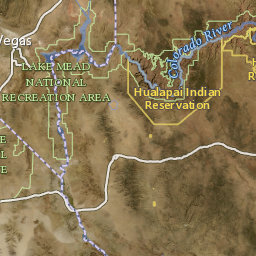 Vegas
Colorado River
LAKE MEAD
NATIONAL
RECREATION AREA
Hualapai Indian
Reservation